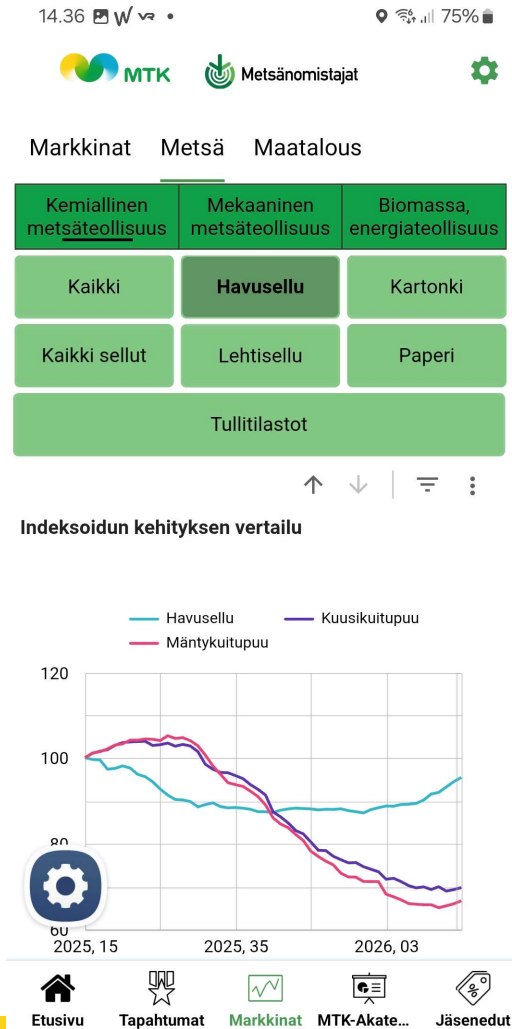 14.36 75%
MTK Metsänomistajat
Markkinat Metsä Maatalous
Kemiallinen metsäteollisuus
Mekaaninen metsäteollisuus
Biomassa, energiateollisuus
Kaikki Havusellu Kartonki
Kaikki sellut Lehtisellu Paperi
Tullitilastot
Indeksoidun kehityksen vertailu
Havusellu Kuusikuitupuu
Mäntykuitupuu
120
100
80
60
2025, 15 2025, 35 2026, 03
Etusivu Tapahtumat Markkinat MTK-Akate... Jäsenedut